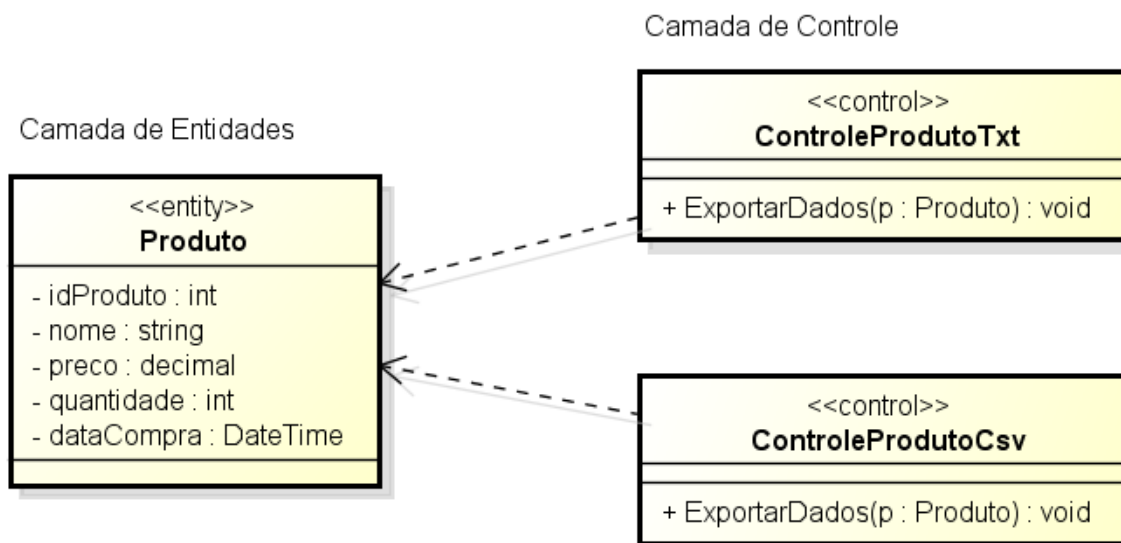 Camada de Controle
<<control>>
ControleProdutoTxt
+ ExportarDados(p : Produto) : void
Camada de Entidades
<<entity>>
Produto
- idProduto : int
- nome : string
- preco : decimal
- quantidade : int
- dataCompra : DateTime
<<control>>
ControleProdutoCsv
+ ExportarDados(p : Produto) : void